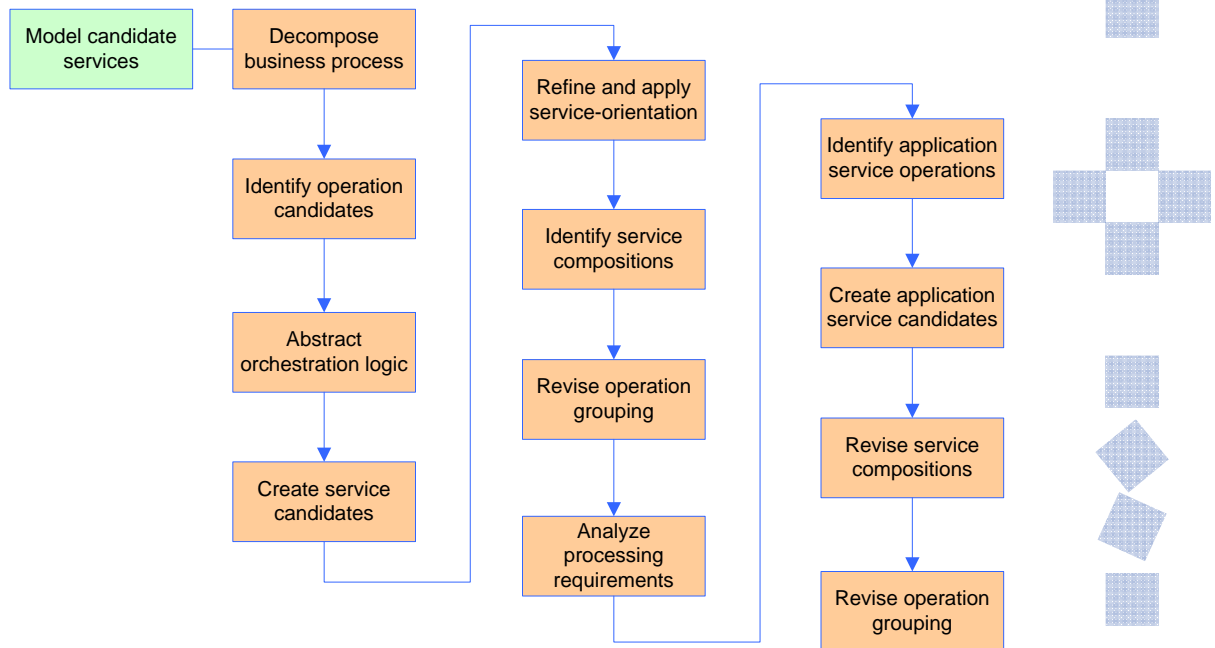 Model candidate
services
Decompose
business process
Identify operation
candidates
Abstract
orchestration logic
Create service
candidates
Refine and apply
service-orientation
Identify service
compositions
Revise operation
grouping
Analyze
processing
requirements
Identify application
service operations
Create application
service candidates
Revise service
compositions
Revise operation
grouping